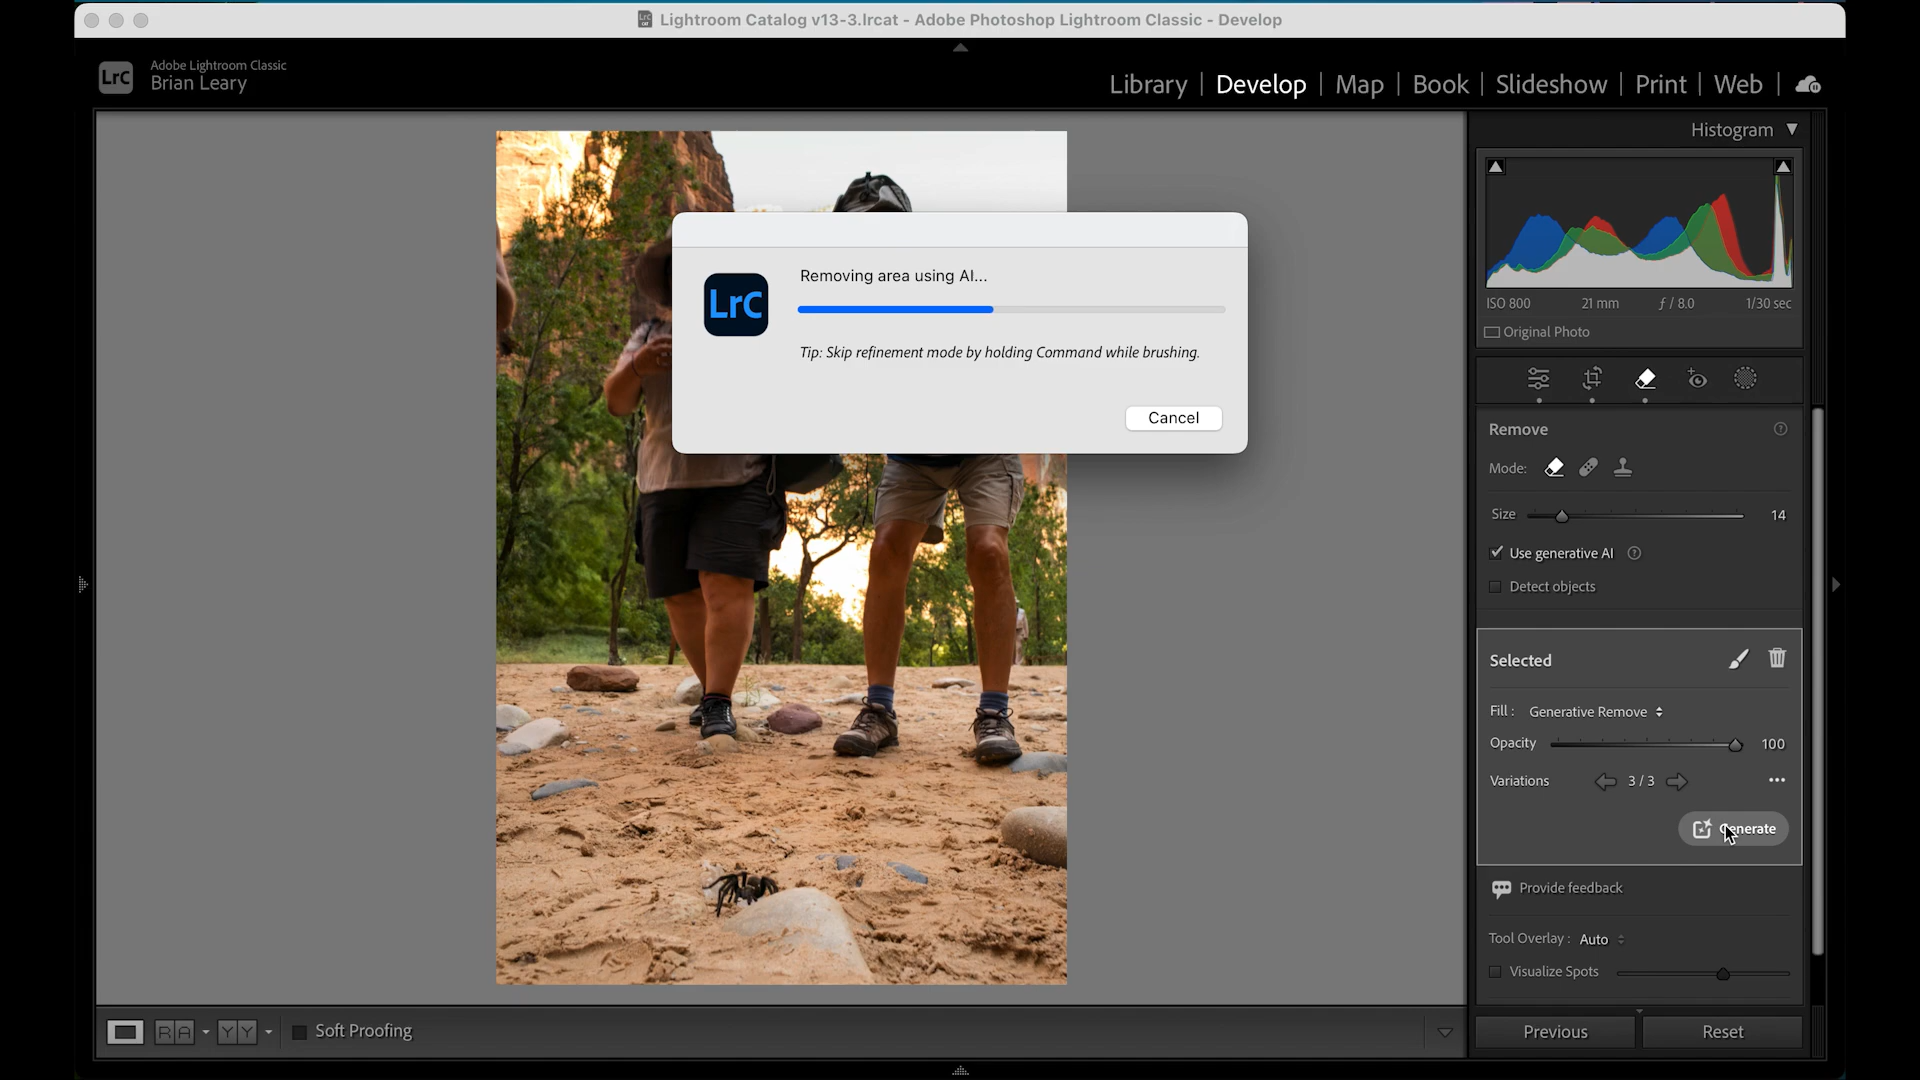 Lightroom Catalog v13-3.lrcat - Adobe Photoshop Lightroom Classic - Develop
LrC
Adobe Lightroom Classic
Brian Leary
Library | Develop | Map | Book | Slideshow | Print | Web
Histogram
ISO 800 21 mm ƒ / 8.0 1/30 sec
Original Photo
Removing area using AI...
LrC
Tip: Skip refinement mode by holding Command while brushing.
Cancel
Remove
Mode:
Size 14
Use generative AI
Detect objects
Selected
Fill : Generative Remove
Opacity 100
Variations 3 / 3
Generate
Provide feedback
Tool Overlay : Auto
Visualize Spots
R A Y Y Soft Proofing
Previous Reset